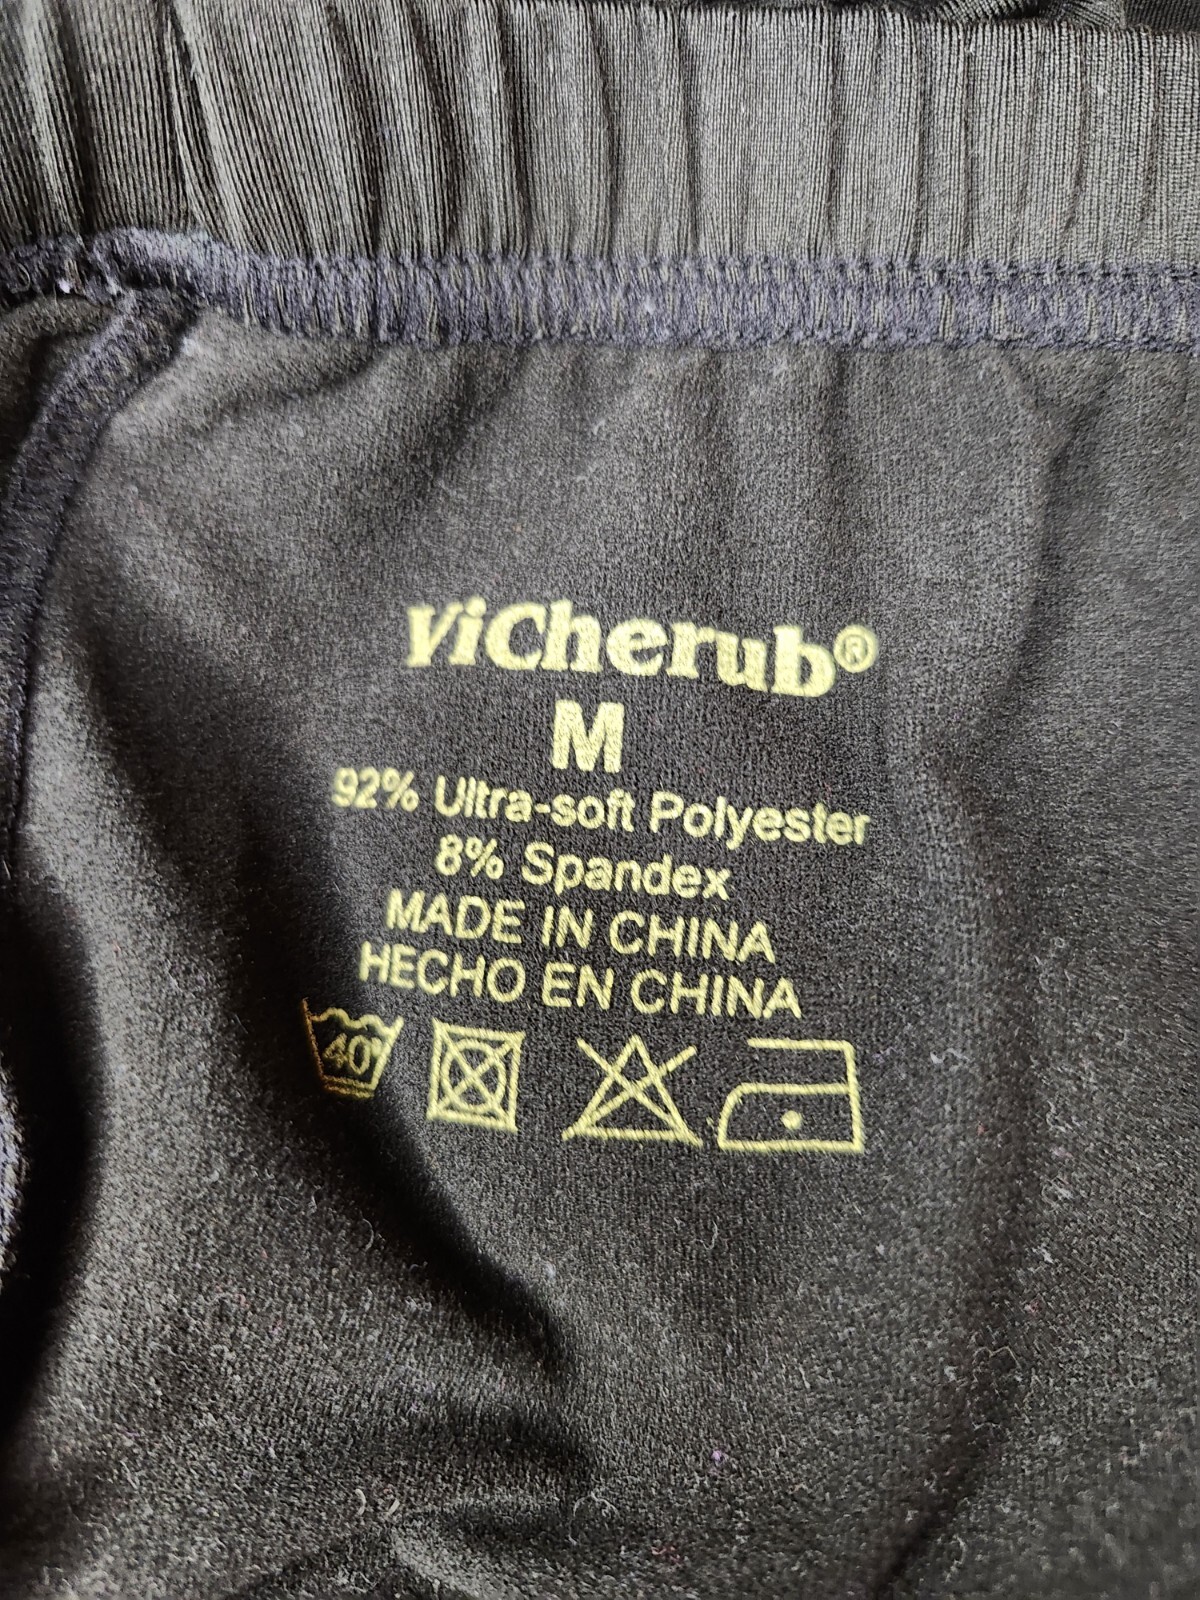 viCherub®
M
92% Ultra-soft Polyester
8% Spandex
MADE IN CHINA
HECHO EN CHINA
40°